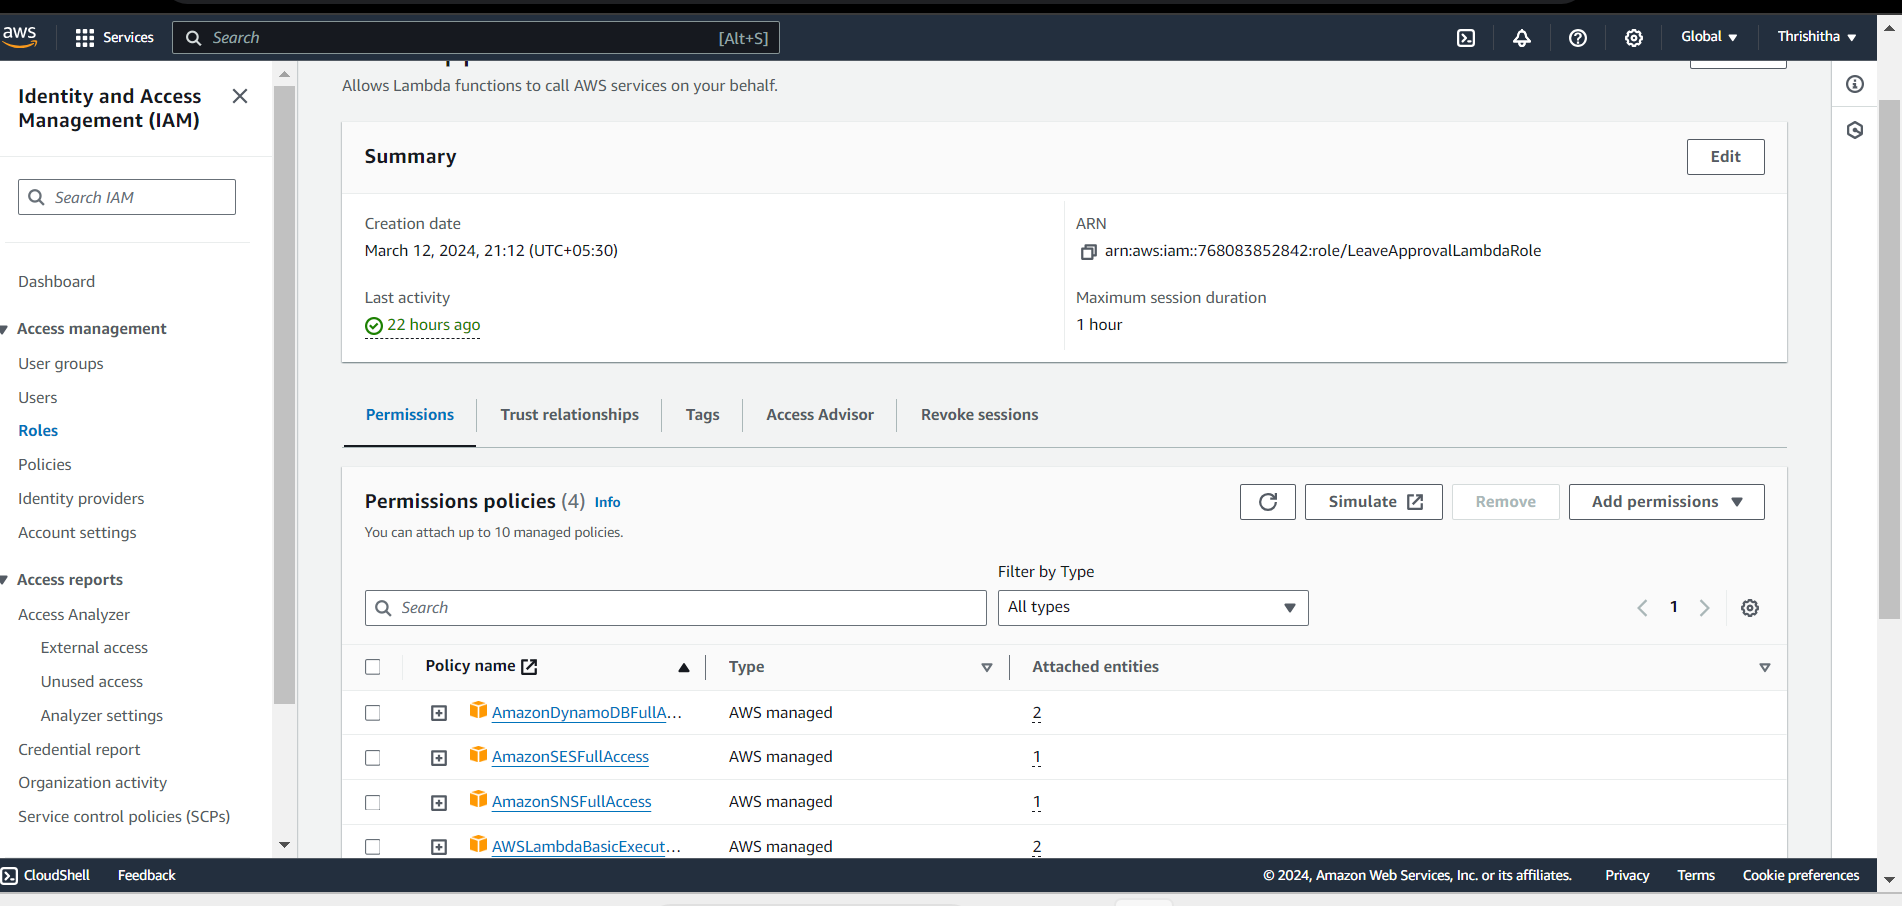 aws
Services
Search
[Alt+S]
Global
Thrishitha
Identity and Access
Management (IAM)
Search IAM
Dashboard
Access management
User groups
Users
Roles
Policies
Identity providers
Account settings
Access reports
Access Analyzer
External access
Unused access
Analyzer settings
Credential report
Organization activity
Service control policies (SCPs)
Allows Lambda functions to call AWS services on your behalf.
Summary
Edit
Creation date
March 12, 2024, 21:12 (UTC+05:30)
ARN
arn:aws:iam::768083852842:role/LeaveApprovalLambdaRole
Last activity
22 hours ago
Maximum session duration
1 hour
Permissions
Trust relationships
Tags
Access Advisor
Revoke sessions
Permissions policies (4) Info
You can attach up to 10 managed policies.
Simulate
Remove
Add permissions
Filter by Type
Search
All types
1
Policy name
Type
Attached entities
AmazonDynamoDBFullA...
AWS managed
2
AmazonSESFullAccess
AWS managed
1
AmazonSNSFullAccess
AWS managed
1
AWSLambdaBasicExecut...
AWS managed
2
CloudShell
Feedback
© 2024, Amazon Web Services, Inc. or its affiliates.
Privacy
Terms
Cookie preferences